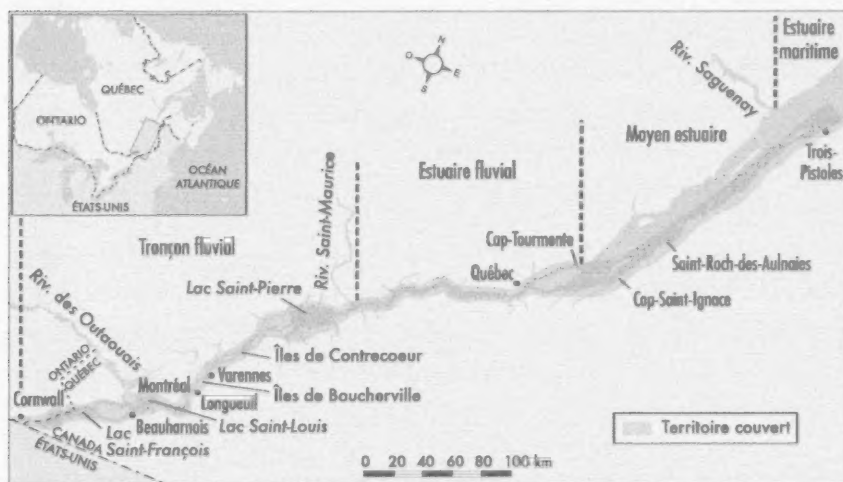 QUÉBEC
ONTARIO
OCÉAN
ATLANTIQUE
ÉTATS-UNIS
N
O
E
S
Estuaire
maritime
Riv. Saguenay
Moyen estuaire
Trois-
Pistoles
Estuaire fluvial
Riv. Saint-Maurice
Tronçon fluvial
Cap-Tourmente
Saint-Roch-des-Aulnaies
Québec
Cap-Saint-Ignace
Lac Saint-Pierre
Riv. des Outaouais
Îles de Contrecoeur
ONTARIO
QUÉBEC
Varennes
Montréal
Îles de Boucherville
Cornwall
Longueuil
Beauharnois
Lac Saint-Louis
Lac
Saint-François
CANADA
ÉTATS-UNIS
Territoire couvert
0 20 40 60 80 100 km